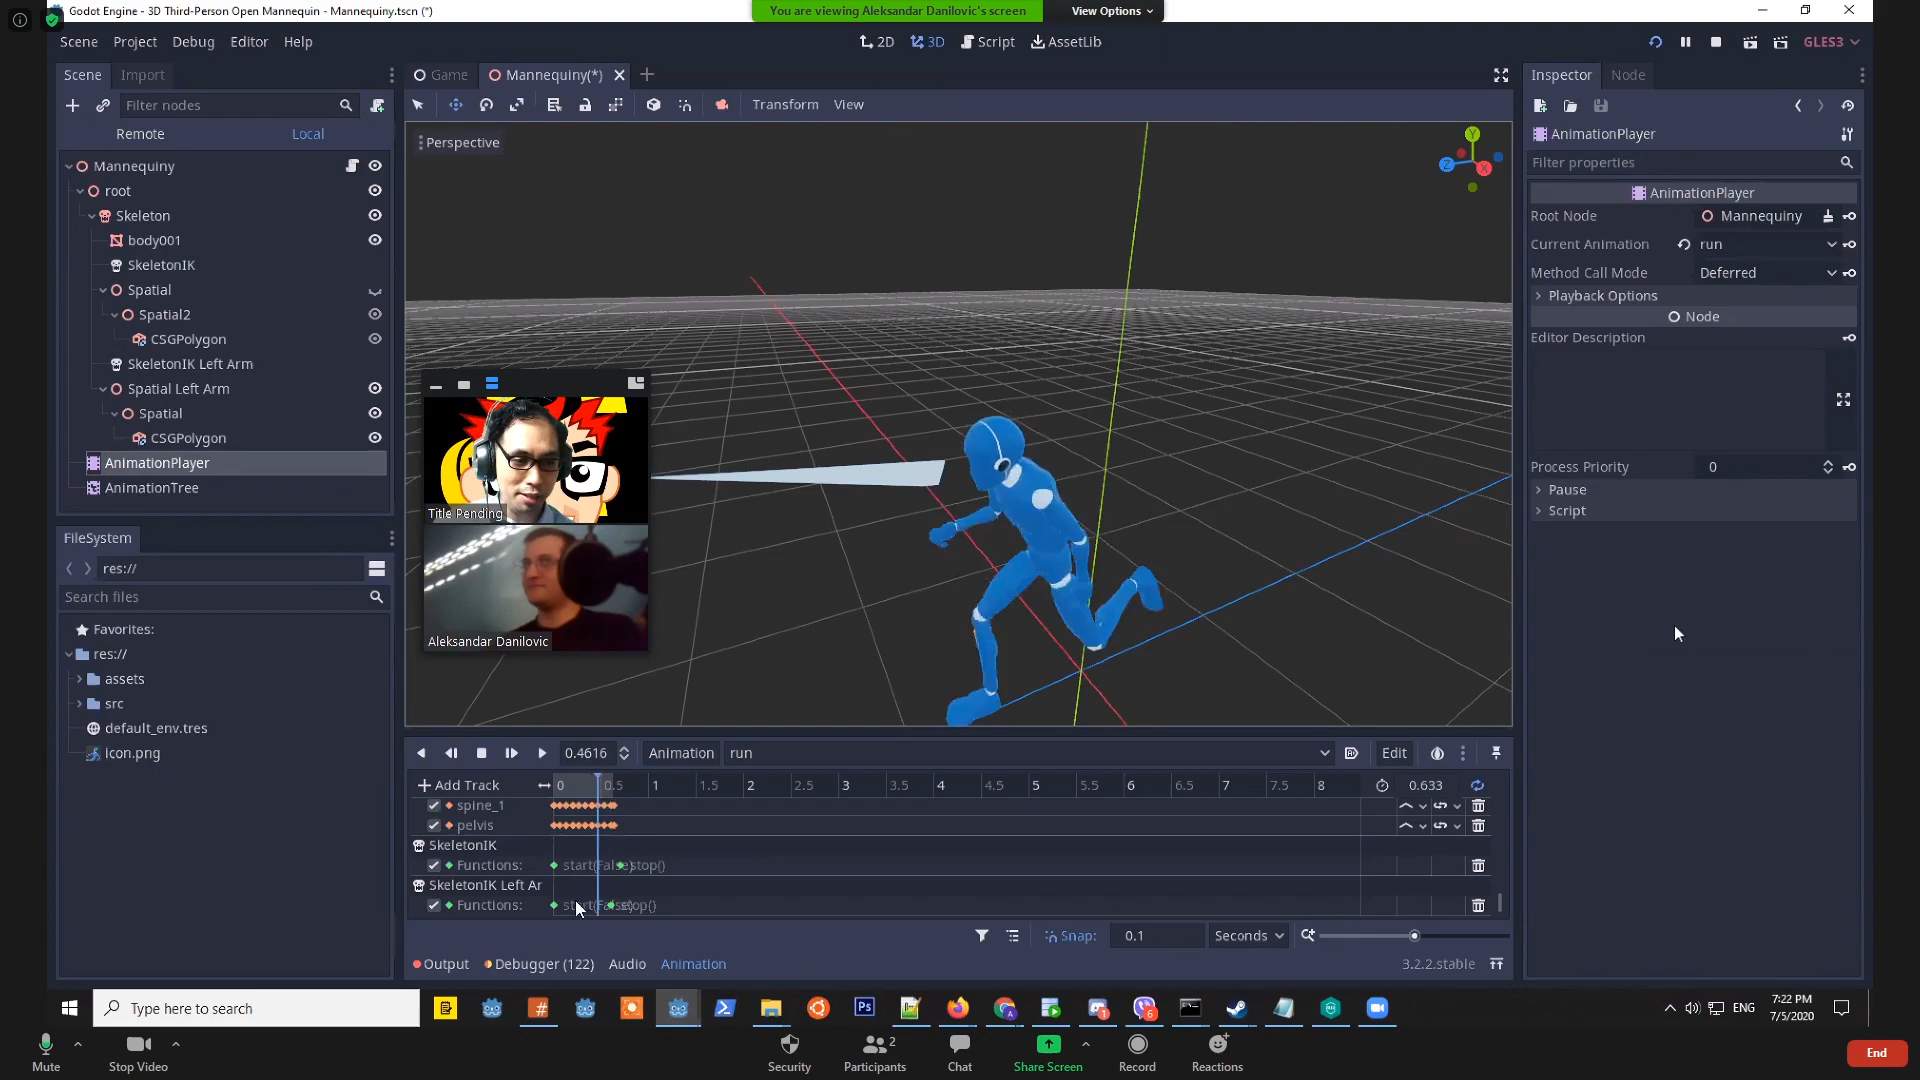 Godot Engine - 3D Third-Person Open Mannequin - Mannequiny.tscn (*)
You are viewing Aleksandar Danilovic's screen
View Options
Scene Project Debug Editor Help
2D 3D Script AssetLib
GLES3
Scene Import
Game Mannequiny(*)
Inspector Node
Filter nodes
Transform View
Remote Local
Perspective
Y
Z
X
AnimationPlayer
Filter properties
Mannequiny
root
Skeleton
body001
SkeletonIK
Spatial
Spatial2
CSGPolygon
SkeletonIK Left Arm
Spatial Left Arm
Spatial
CSGPolygon
AnimationPlayer
AnimationTree
AnimationPlayer
Root Node Mannequiny
Current Animation run
Method Call Mode Deferred
Playback Options
Node
Editor Description
Process Priority 0
Pause
Script
Title Pending
Aleksandar Danilovic
FileSystem
res://
Search files
Favorites:
res://
assets
src
default_env.tres
icon.png
0.4616 Animation run Edit
Add Track 0 0.5 1 1.5 2 2.5 3 3.5 4 4.5 5 5.5 6 6.5 7 7.5 8 0.633
spine_1
pelvis
SkeletonIK
Functions: start(False) stop()
SkeletonIK Left Ar
Functions: start(False) stop()
Snap: 0.1 Seconds
Output Debugger (122) Audio Animation 3.2.2.stable
Type here to search
Ps
6
ENG
7:22 PM
7/5/2020
Mute Stop Video Security Participants 2 Chat Share Screen Record Reactions End